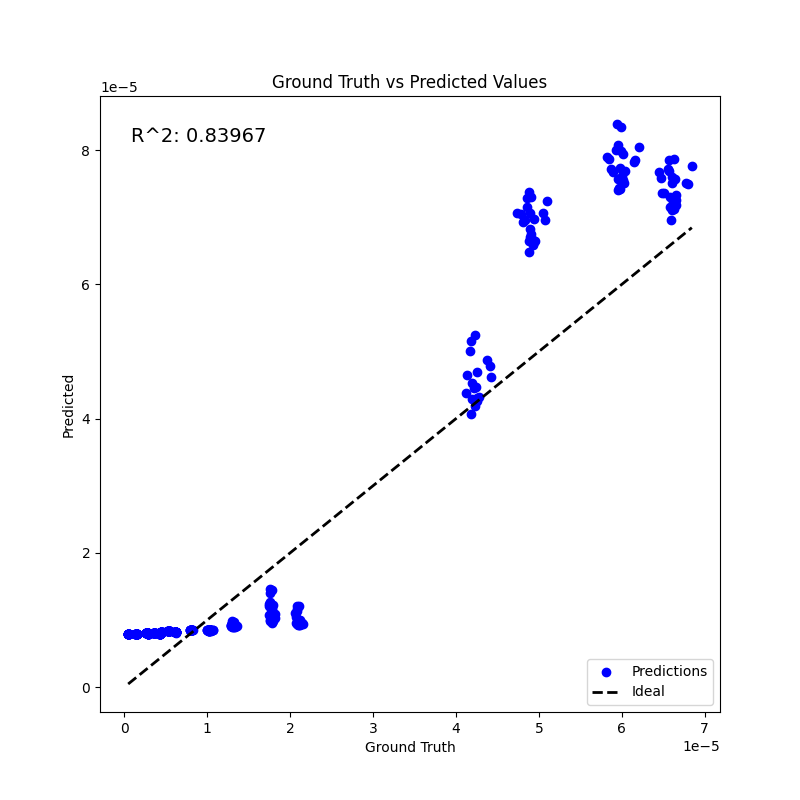 Ground Truth vs Predicted Values
1e−5
R^2: 0.83967
8
6
4
2
0
Predicted
Predictions
Ideal
0 1 2 3 4 5 6 7
Ground Truth
1e−5